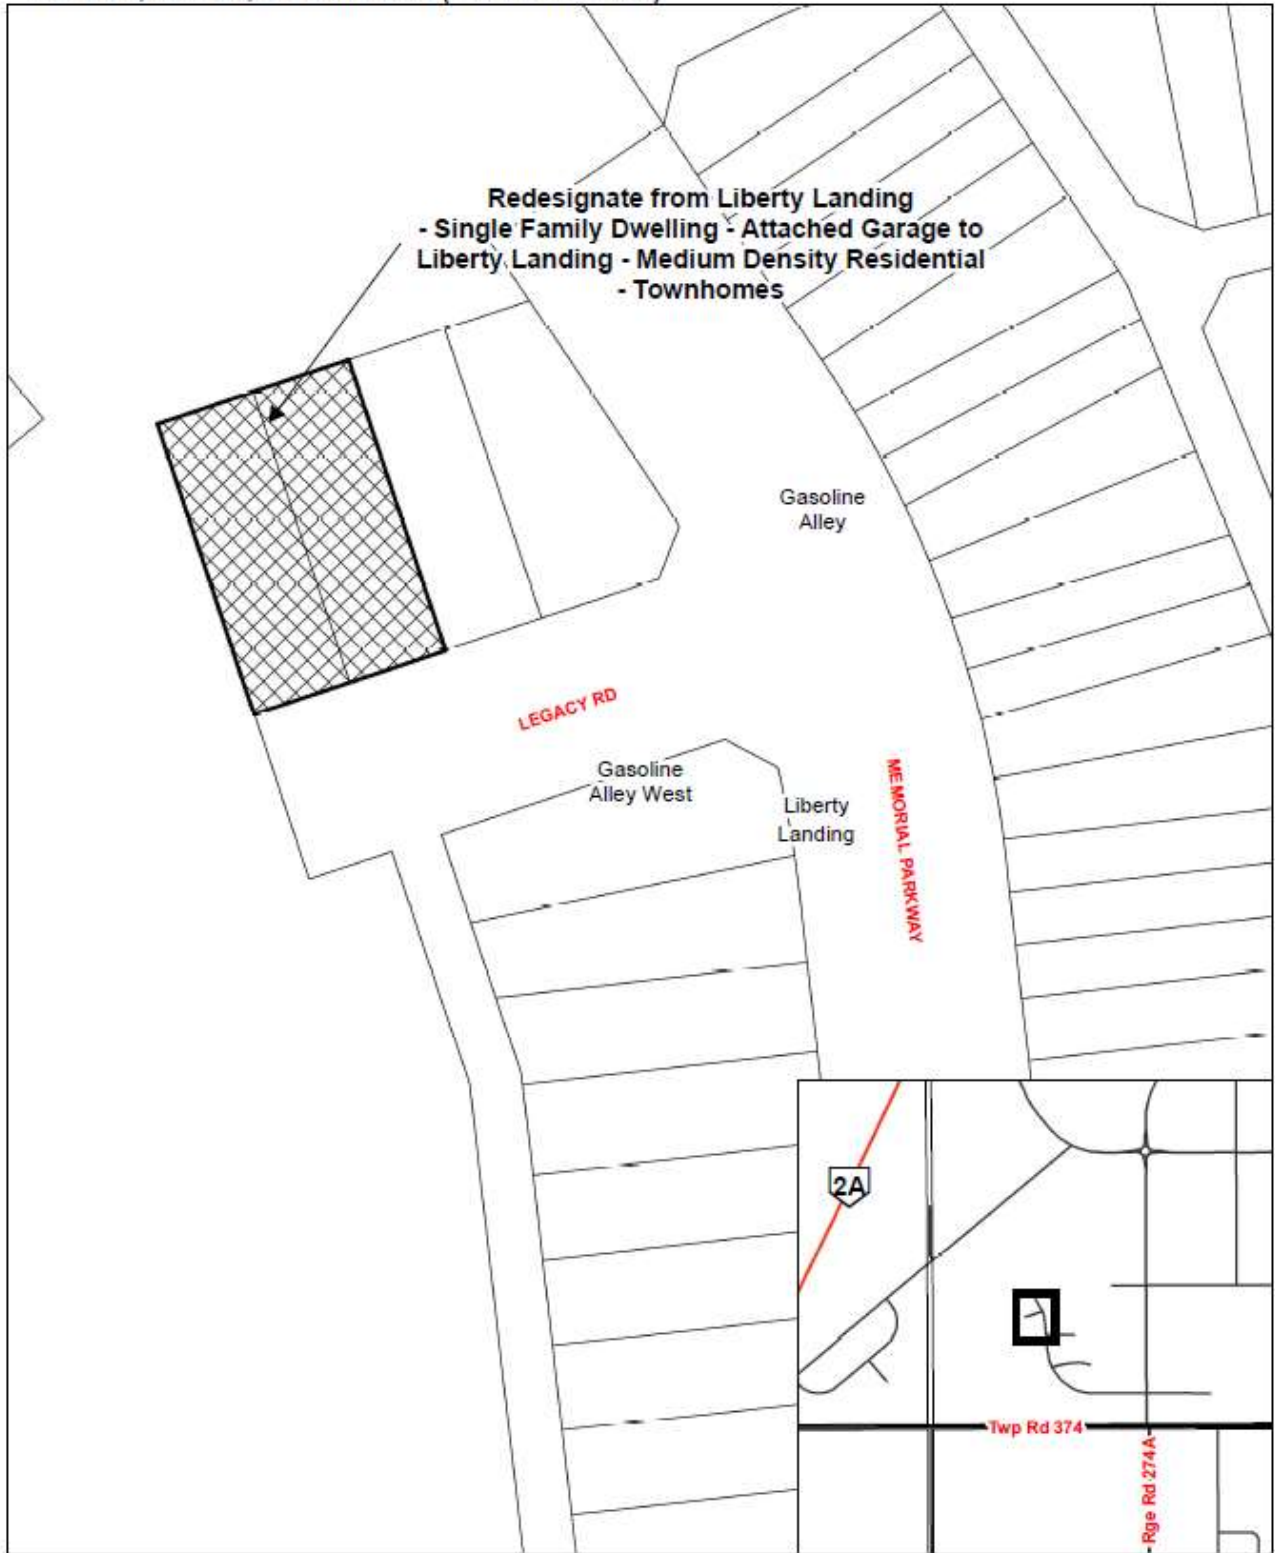 Redesignate from Liberty Landing
- Single Family Dwelling - Attached Garage to
Liberty Landing - Medium Density Residential
- Townhomes
Gasoline
Alley
LEGACY RD
Gasoline
Alley West
Liberty
Landing
MEMORIAL PARKWAY
2A
Twp Rd 374
Rge Rd 274A